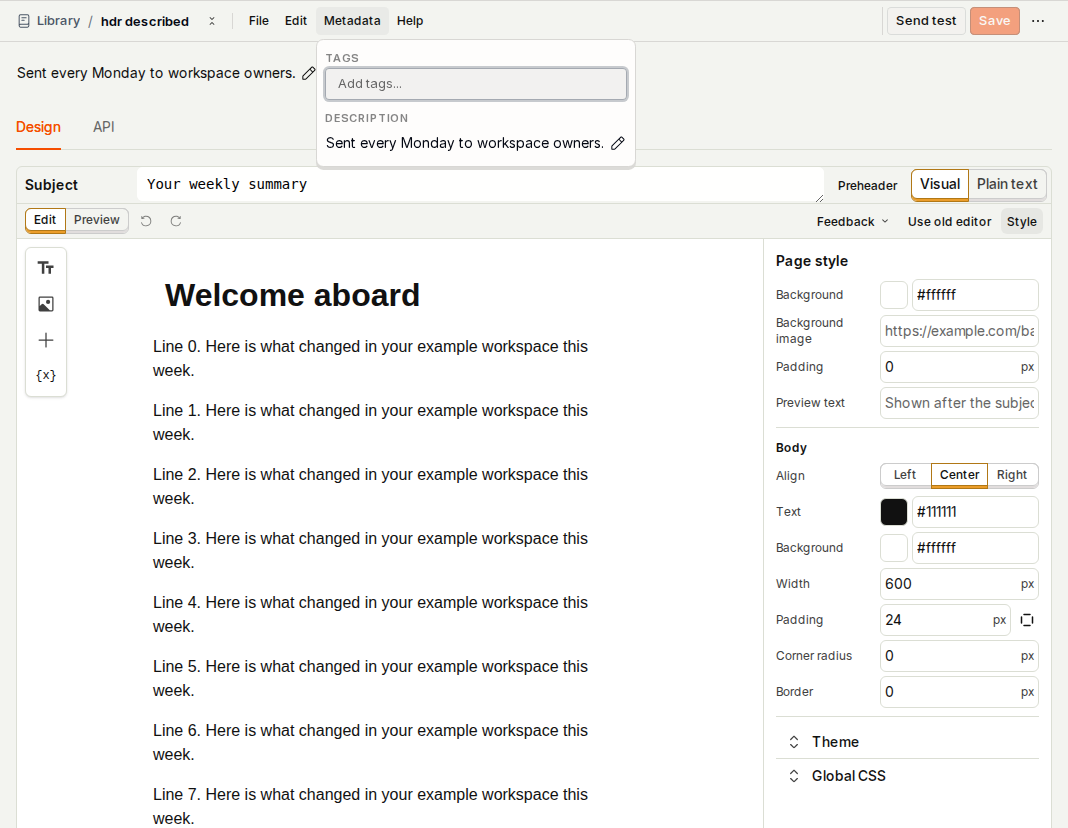 Library / hdr described File Edit Metadata Help Send test Save
TAGS
Add tags...
DESCRIPTION
Sent every Monday to workspace owners.
Sent every Monday to workspace owners.
Design API
Subject Your weekly summary Preheader Visual Plain text
Edit Preview Feedback Use old editor Style
{x}
Welcome aboard
Line 0. Here is what changed in your example workspace this
week.
Line 1. Here is what changed in your example workspace this
week.
Line 2. Here is what changed in your example workspace this
week.
Line 3. Here is what changed in your example workspace this
week.
Line 4. Here is what changed in your example workspace this
week.
Line 5. Here is what changed in your example workspace this
week.
Line 6. Here is what changed in your example workspace this
week.
Line 7. Here is what changed in your example workspace this
week.
Page style
Background #ffffff
Background
image https://example.com/ba
Padding 0 px
Preview text Shown after the subjec
Body
Align Left Center Right
Text #111111
Background #ffffff
Width 600 px
Padding 24 px
Corner radius 0 px
Border 0 px
Theme
Global CSS